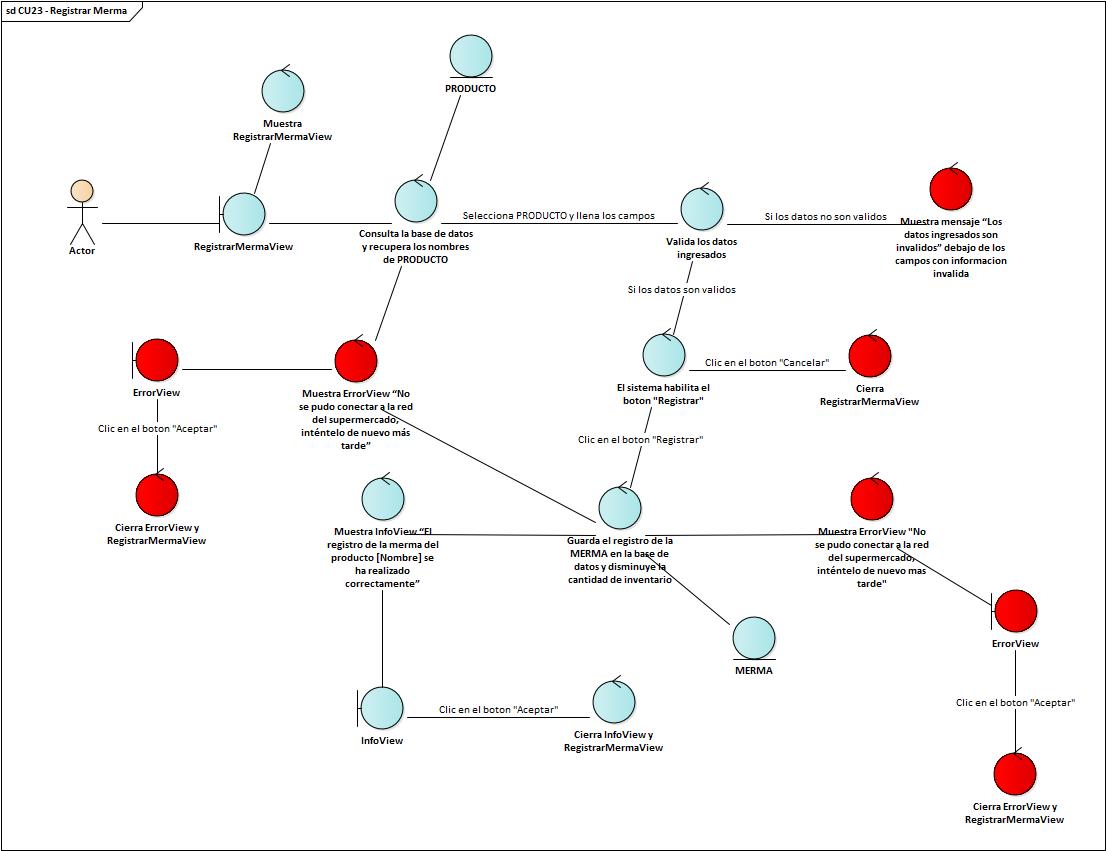 sd CU23 - Registrar Merma
PRODUCTO
Muestra
RegistrarMermaView
Actor
RegistrarMermaView
Consulta la base de datos
y recupera los nombres
de PRODUCTO
Selecciona PRODUCTO y llena los campos
Valida los datos
ingresados
Si los datos no son validos
Muestra mensaje “Los
datos ingresados son
invalidos” debajo de los
campos con informacion
invalida
Si los datos son validos
ErrorView
Muestra ErrorView “No
se pudo conectar a la red
del supermercado,
inténtelo de nuevo más
tarde”
El sistema habilita el
boton "Registrar"
Clic en el boton "Cancelar"
Cierra
RegistrarMermaView
Clic en el boton "Aceptar"
Clic en el boton "Registrar"
Cierra ErrorView y
RegistrarMermaView
Muestra InfoView “El
registro de la merma del
producto [Nombre] se
ha realizado
correctamente”
Guarda el registro de la
MERMA en la base de
datos y disminuye la
cantidad de inventario
Muestra ErrorView "No
se pudo conectar a la red
del supermercado,
inténtelo de nuevo mas
tarde"
MERMA
ErrorView
InfoView
Clic en el boton "Aceptar"
Cierra InfoView y
RegistrarMermaView
Clic en el boton "Aceptar"
Cierra ErrorView y
RegistrarMermaView